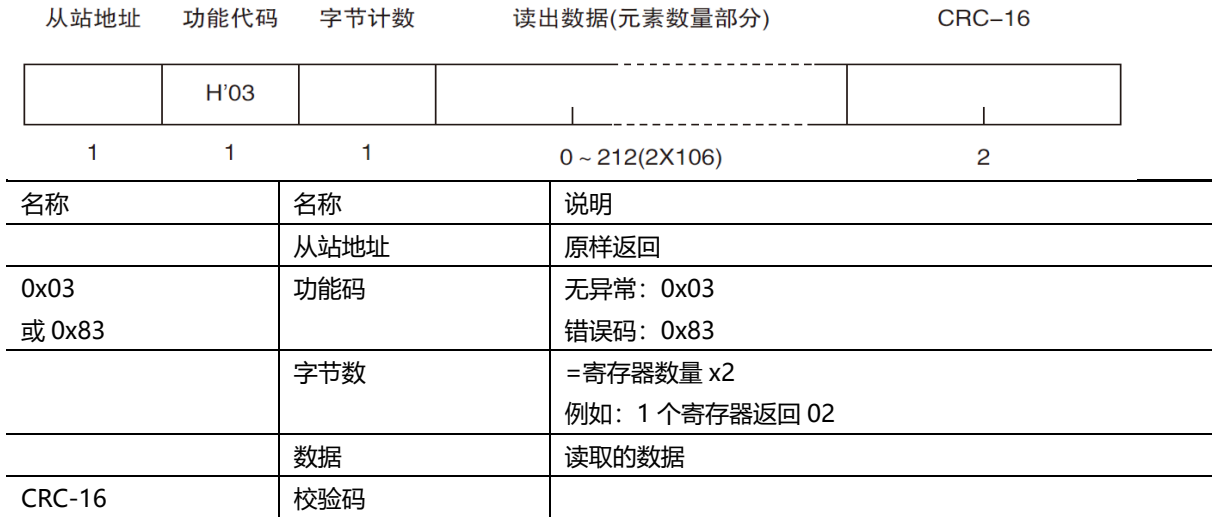 从站地址 功能代码 字节计数 读出数据(元素数量部分) CRC–16
H'03
1 1 1 0 ~ 212(2X106) 2
名称 名称 说明
从站地址 原样返回
0x03 功能码 无异常：0x03
或 0x83 错误码：0x83
字节数 =寄存器数量 x2
例如：1 个寄存器返回 02
数据 读取的数据
CRC-16 校验码